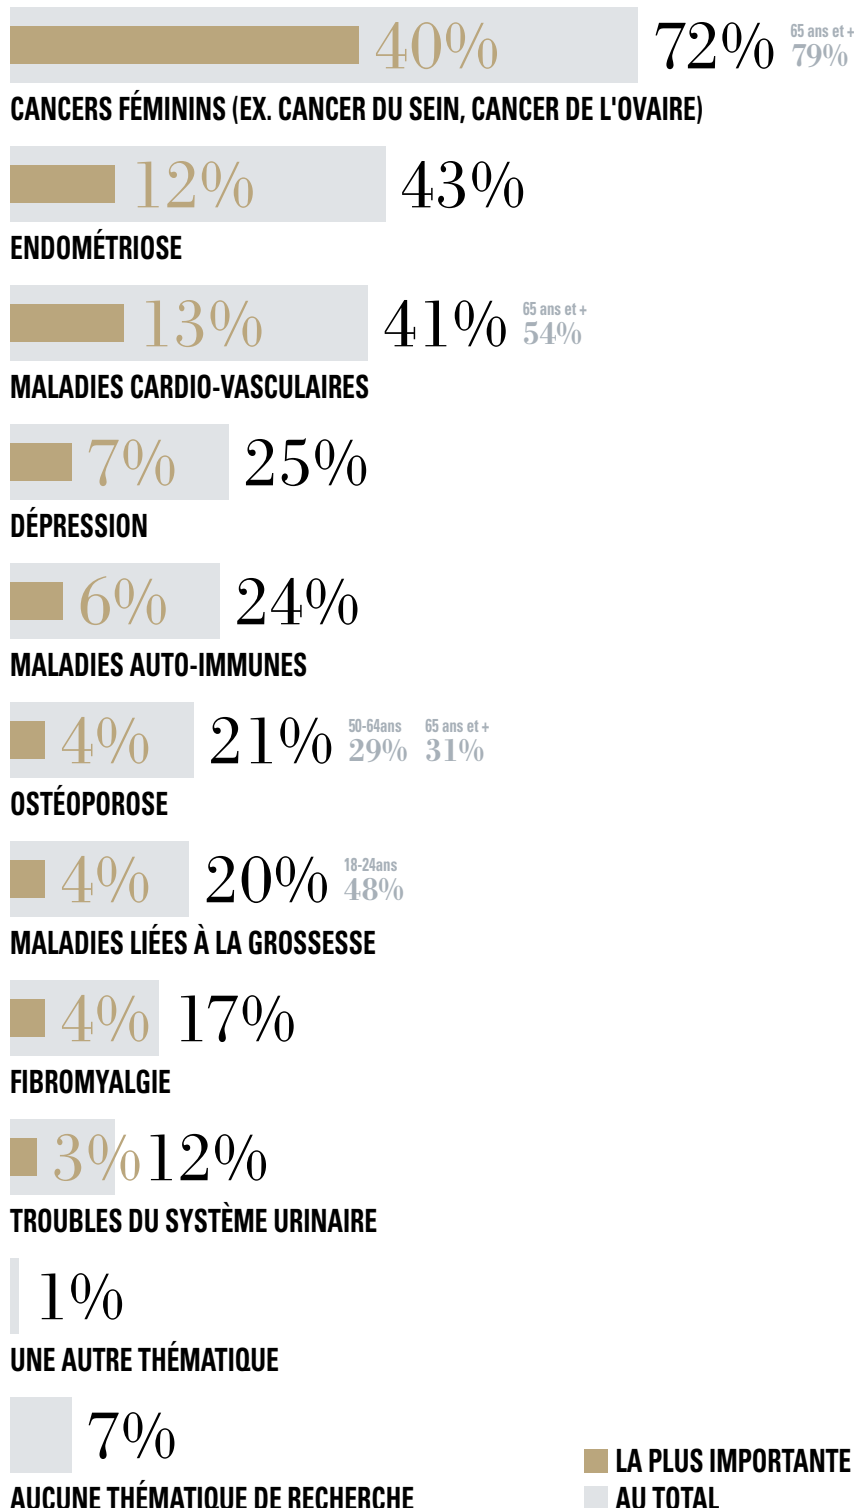 40% 72% 65 ans et +
79%
CANCERS FÉMININS (EX. CANCER DU SEIN, CANCER DE L'OVAIRE)
12% 43%
ENDOMÉTRIOSE
13% 41% 65 ans et +
54%
MALADIES CARDIO-VASCULAIRES
7% 25%
DÉPRESSION
6% 24%
MALADIES AUTO-IMMUNES
4% 21% 50-64ans 65 ans et +
29% 31%
OSTÉOPOROSE
4% 20% 18-24ans
48%
MALADIES LIÉES À LA GROSSESSE
4% 17%
FIBROMYALGIE
3% 12%
TROUBLES DU SYSTÈME URINAIRE
1%
UNE AUTRE THÉMATIQUE
7%
AUCUNE THÉMATIQUE DE RECHERCHE
LA PLUS IMPORTANTE
AU TOTAL